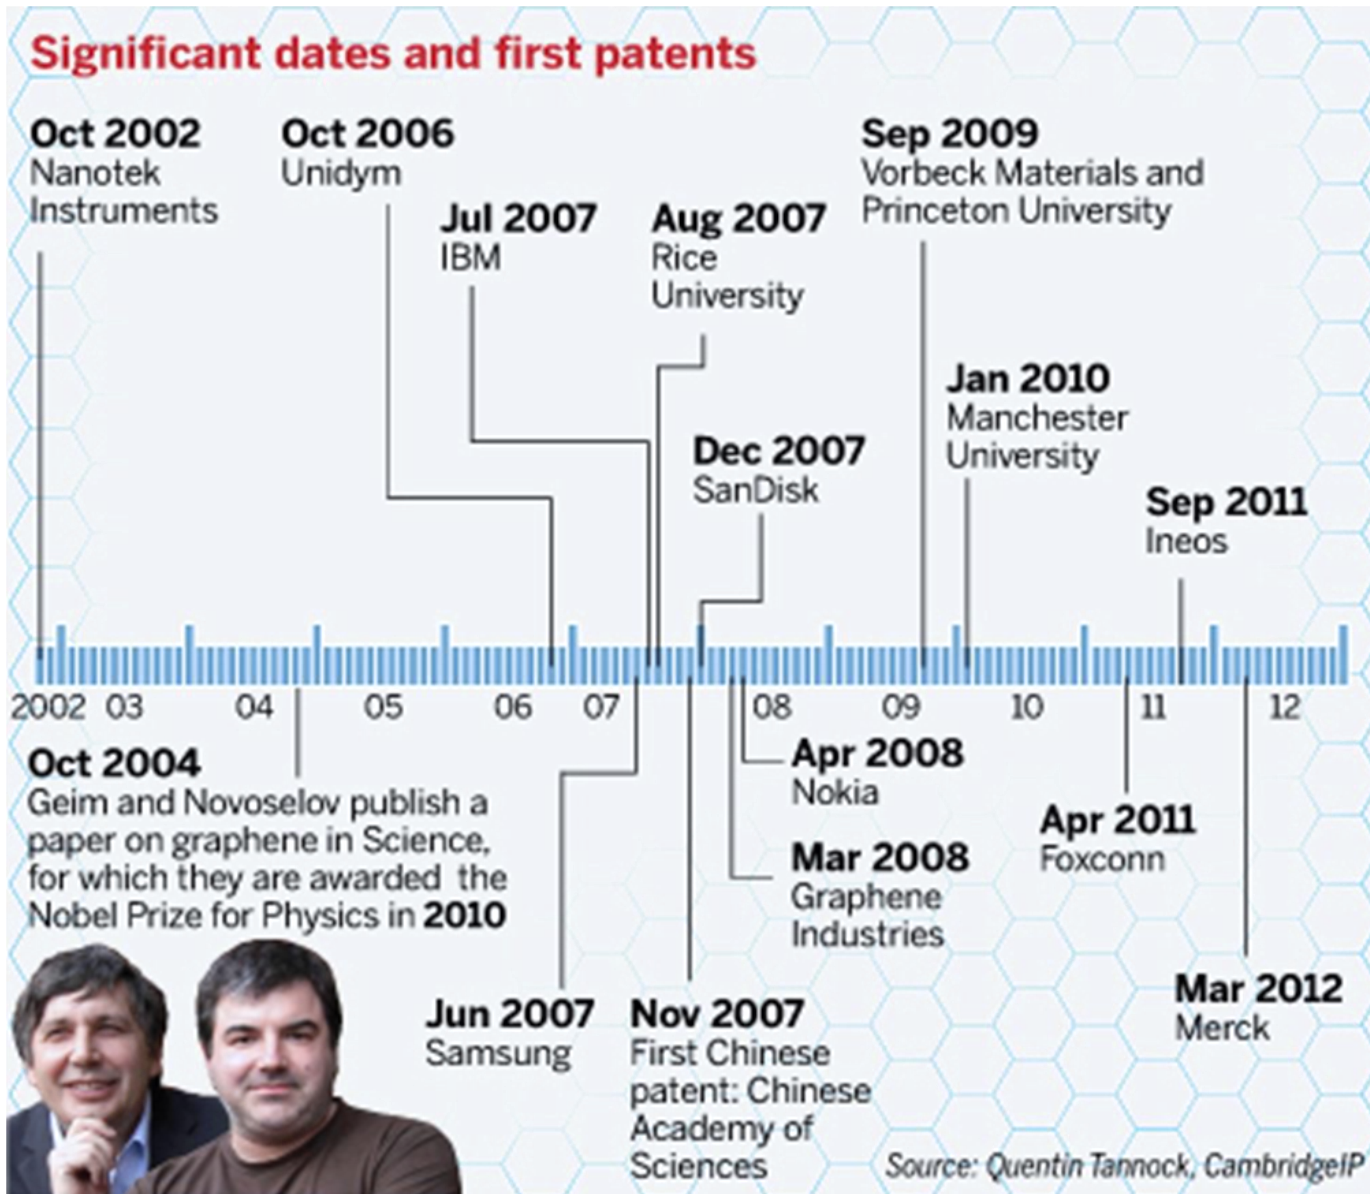 Significant dates and first patents
Oct 2002
Nanotek
Instruments
Oct 2006
Unidym
Jul 2007
IBM
Aug 2007
Rice
University
Sep 2009
Vorbeck Materials and
Princeton University
Dec 2007
SanDisk
Jan 2010
Manchester
University
Sep 2011
Ineos
2002 03 04 05 06 07 08 09 10 11 12
Oct 2004
Geim and Novoselov publish a
paper on graphene in Science,
for which they are awarded the
Nobel Prize for Physics in 2010
Jun 2007
Samsung
Nov 2007
First Chinese
patent: Chinese
Academy of
Sciences
Apr 2008
Nokia
Mar 2008
Graphene
Industries
Apr 2011
Foxconn
Mar 2012
Merck
Source: Quentin Tannock, CambridgeIP